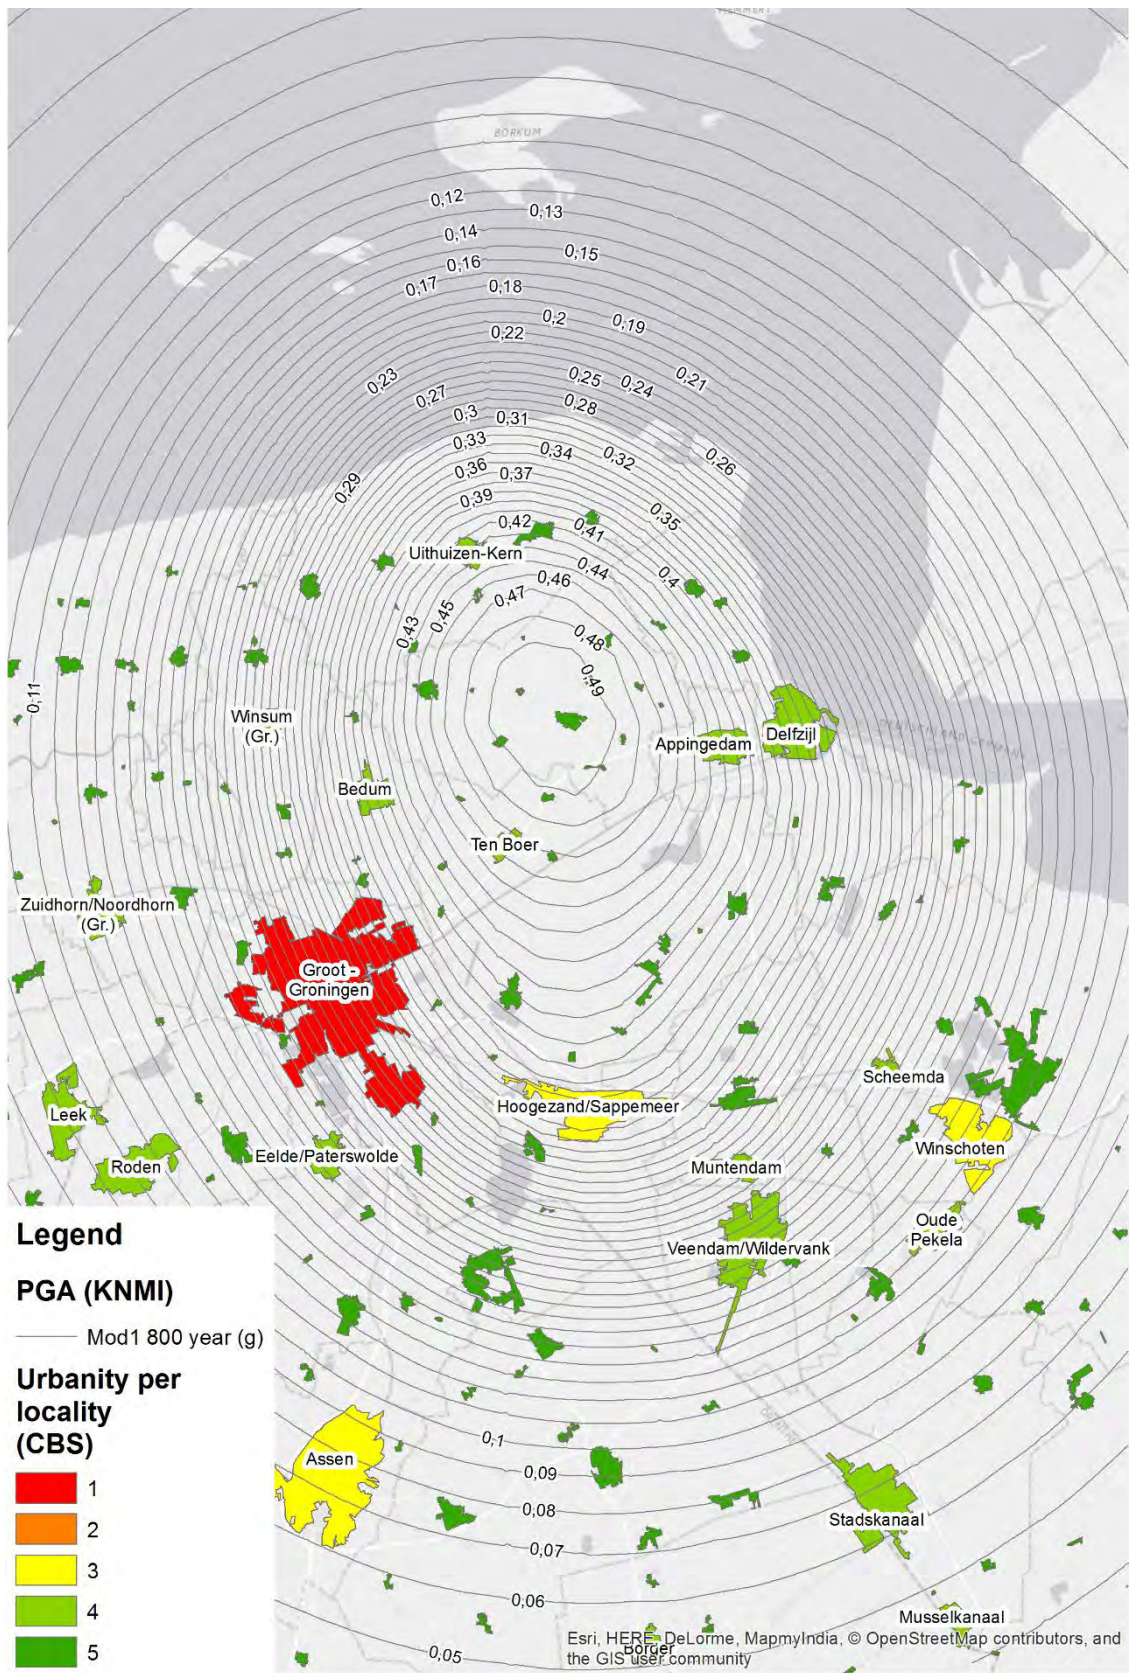 BORKUM
0,12
0,13
0,14
0,15
0,16
0,17
0,18
0,2
0,19
0,22
0,23
0,25
0,24
0,21
0,27
0,28
0,3
0,31
0,33
0,34
0,32
0,26
0,36
0,37
0,29
0,39
0,35
0,42
0,41
Uithuizen-Kern
0,44
0,4
0,46
0,47
0,45
0,43
0,48
0,49
0,11
Winsum
(Gr.)
Appingedam
Delfzijl
Bedum
Ten Boer
Zuidhorn/Noordhorn
(Gr.)
Groot -
Groningen
Scheemda
Leek
Hoogezand/Sappemeer
Winschoten
Eelde/Paterswolde
Roden
Muntendam
Oude
Pekela
Veendam/Wildervank
Legend
PGA (KNMI)
Mod1 800 year (g)
Urbanity per
locality
(CBS)
1
2
3
4
5
0,1
Assen
0,09
0,08
Stadskanaal
0,07
0,06
Musselkanaal
0,05
Borger
Esri, HERE, DeLorme, MapmyIndia, © OpenStreetMap contributors, and
the GIS user community